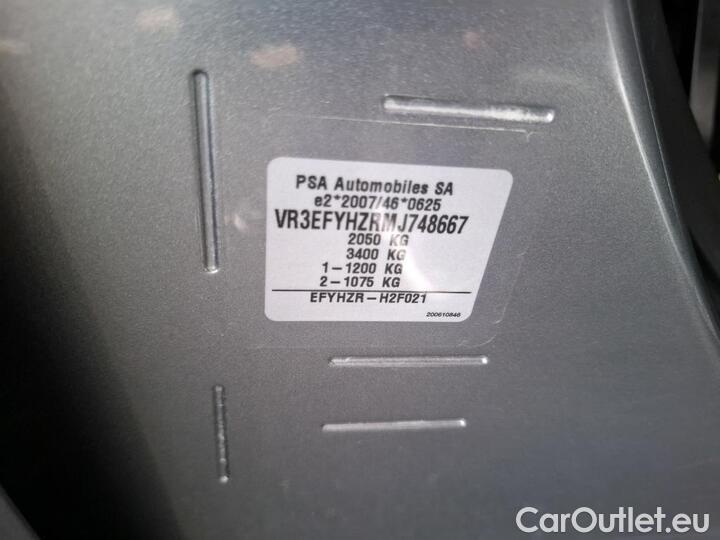 PSA Automobiles SA
e2*2007/46*0625
VR3EFYHZRMJ748667
2050 KG
3400 KG
1-1200 KG
2-1075 KG
EFYHZR-H2F021
200610846
CarOutlet.eu